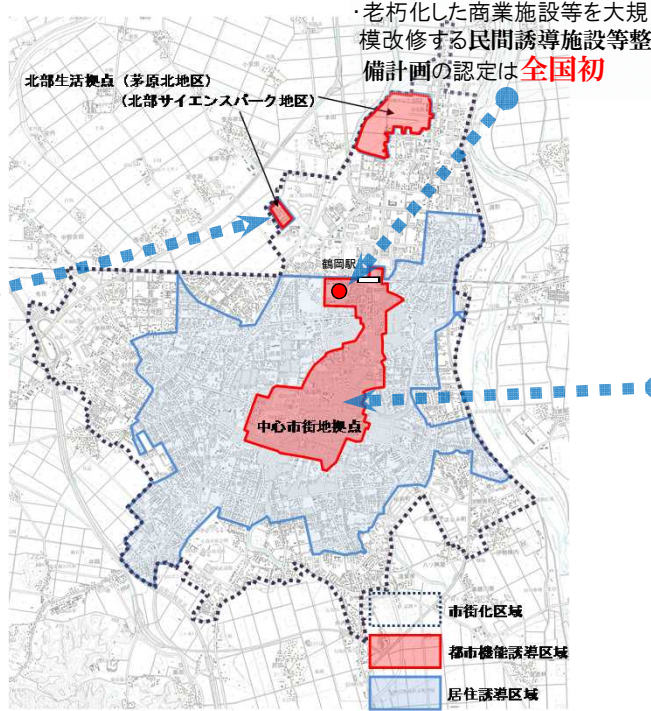 ・老朽化した商業施設等を大規
模改修する民間誘導施設等整
備計画の認定は全国初
北部生活拠点（茅原北地区）
（北部サイエンスパーク地区）
鶴岡駅
中心市街地拠点
市街化区域
都市機能誘導区域
居住誘導区域